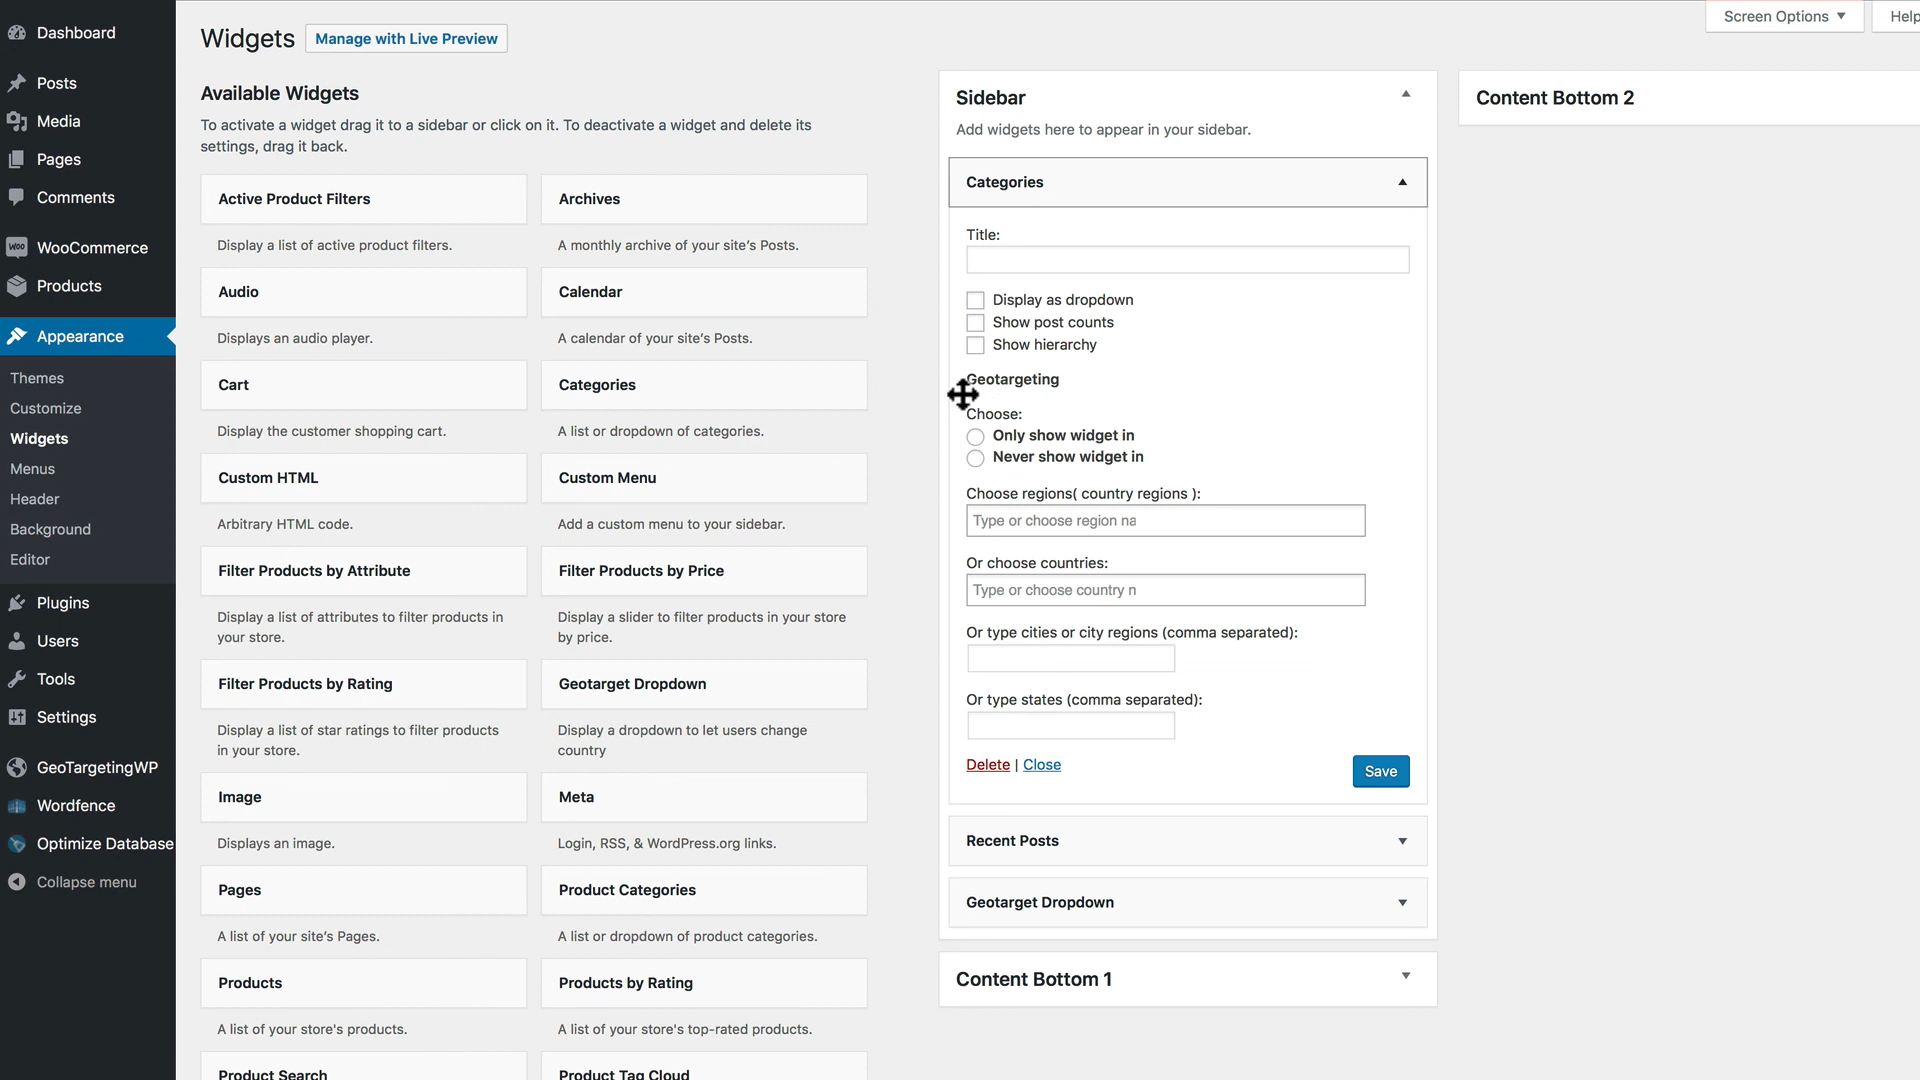 Dashboard
Posts
Media
Pages
Comments
WooCommerce
Products
Appearance
Themes
Customize
Widgets
Menus
Header
Background
Editor
Plugins
Users
Tools
Settings
GeoTargetingWP
Wordfence
Optimize Database
Collapse menu
Screen Options
Help
Widgets
Manage with Live Preview
Available Widgets
To activate a widget drag it to a sidebar or click on it. To deactivate a widget and delete its
settings, drag it back.
Active Product Filters
Display a list of active product filters.
Archives
A monthly archive of your site's Posts.
Audio
Displays an audio player.
Calendar
A calendar of your site's Posts.
Cart
Display the customer shopping cart.
Categories
A list or dropdown of categories.
Custom HTML
Arbitrary HTML code.
Custom Menu
Add a custom menu to your sidebar.
Filter Products by Attribute
Display a list of attributes to filter products in
your store.
Filter Products by Price
Display a slider to filter products in your store
by price.
Filter Products by Rating
Display a list of star ratings to filter products
in your store.
Geotarget Dropdown
Display a dropdown to let users change
country
Image
Displays an image.
Meta
Login, RSS, & WordPress.org links.
Pages
A list of your site's Pages.
Product Categories
A list or dropdown of product categories.
Products
A list of your store's products.
Products by Rating
A list of your store's top-rated products.
Product Search
Product Tag Cloud
Sidebar
Add widgets here to appear in your sidebar.
Categories
Title:
Display as dropdown
Show post counts
Show hierarchy
Geotargeting
Choose:
Only show widget in
Never show widget in
Choose regions( country regions ):
Type or choose region na
Or choose countries:
Type or choose country n
Or type cities or city regions (comma separated):
Or type states (comma separated):
Delete | Close
Save
Recent Posts
Geotarget Dropdown
Content Bottom 1
Content Bottom 2